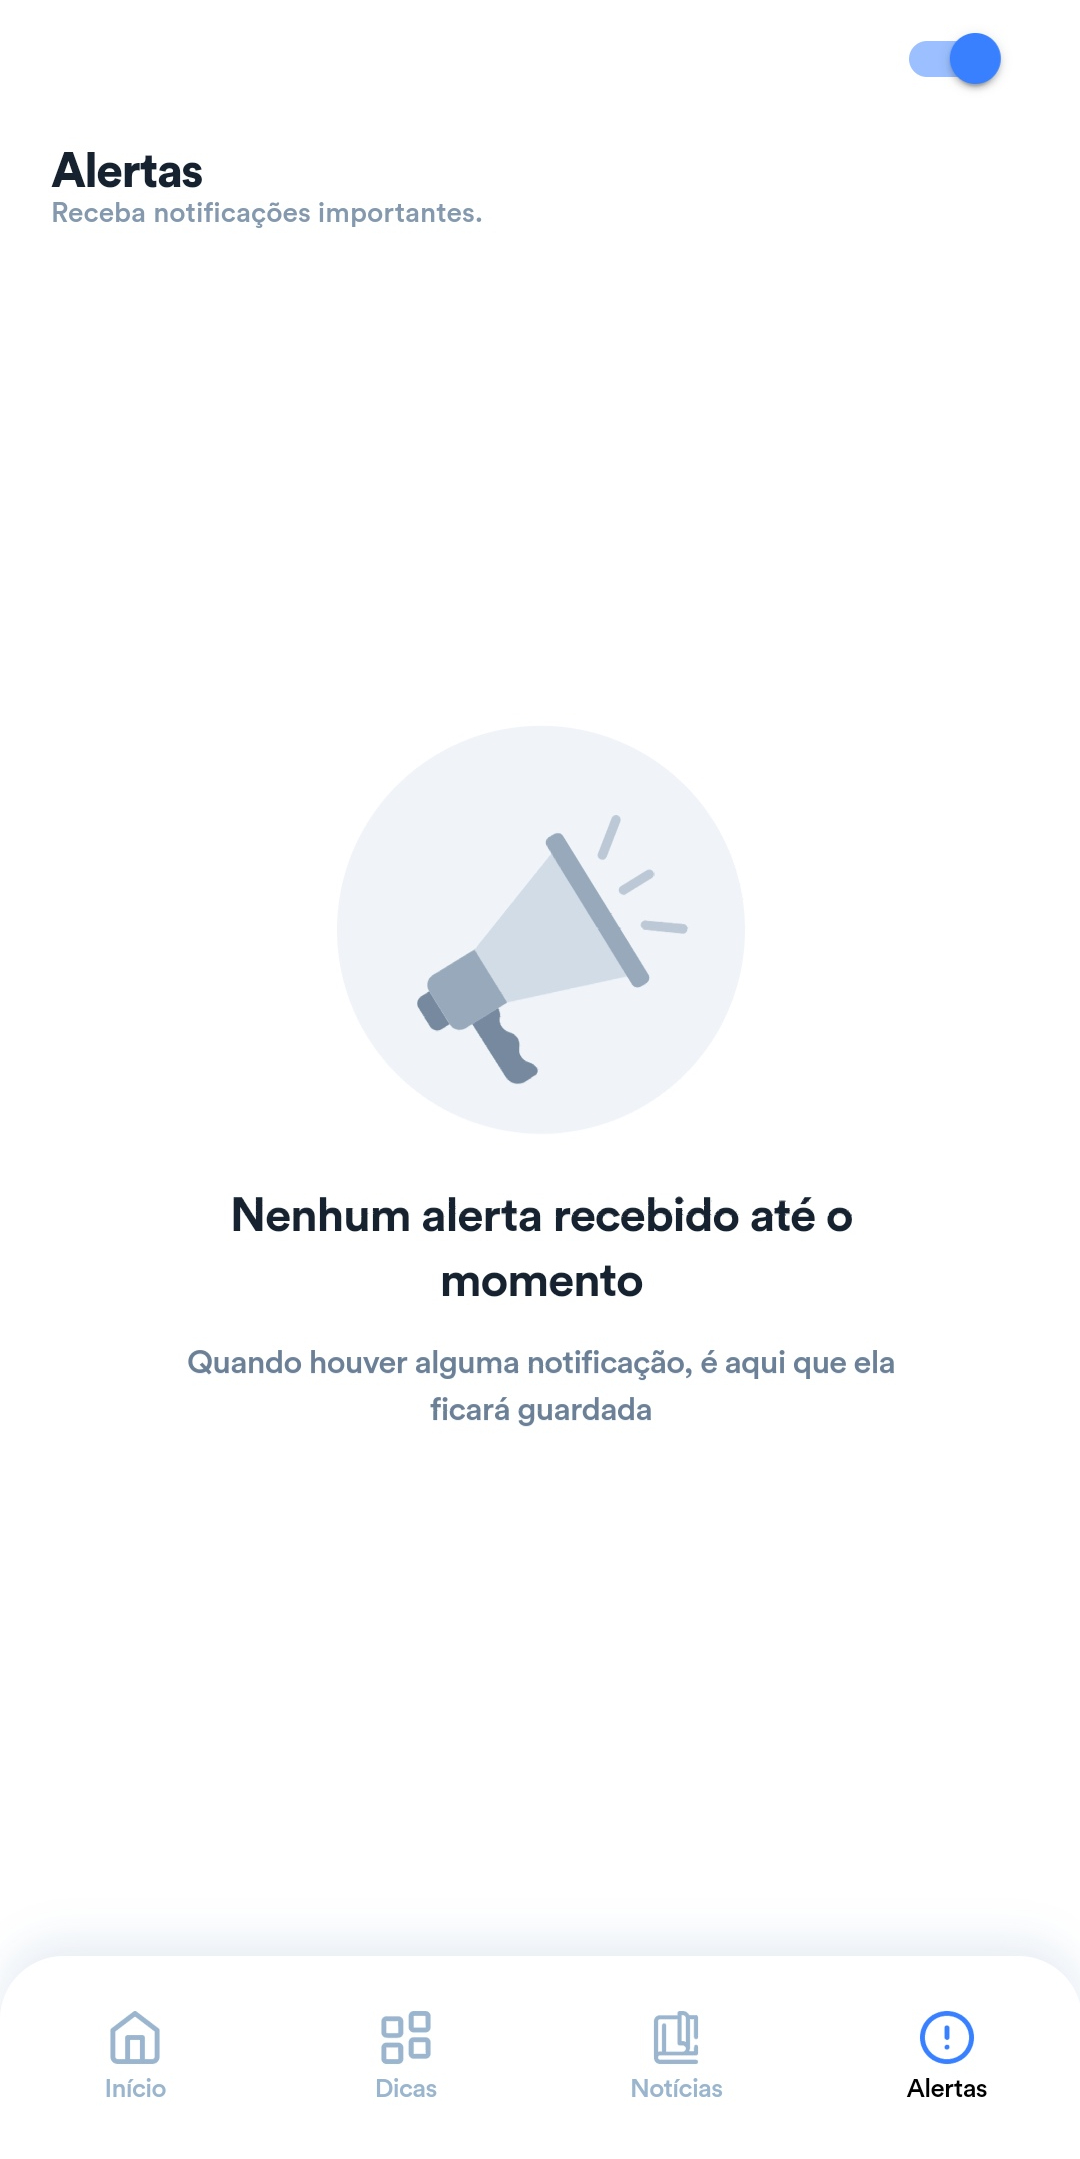 Alertas
Receba notificações importantes.
Nenhum alerta recebido até o
momento
Quando houver alguma notificação, é aqui que ela
ficará guardada
Início
Dicas
Notícias
Alertas